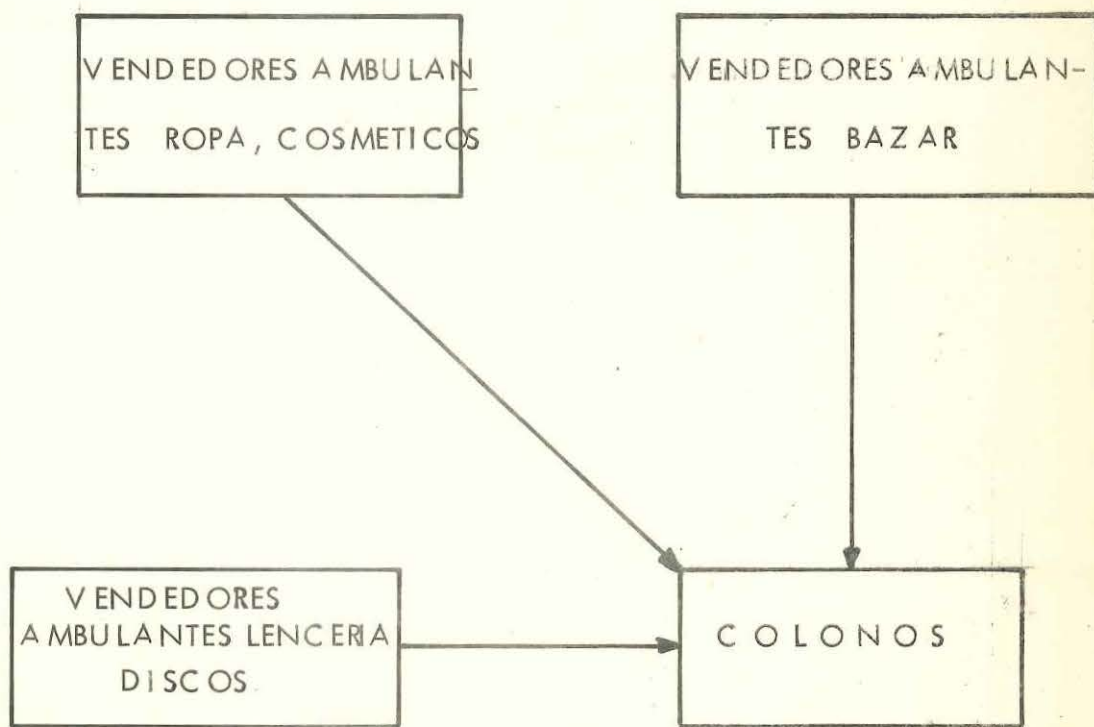 VENDEDORES AMBULAN
TES ROPA, COSMETICOS
VENDEDORES AMBULAN-
TES BAZAR
VENDEDORES
AMBULANTES LENCERIA
DISCOS
COLONOS